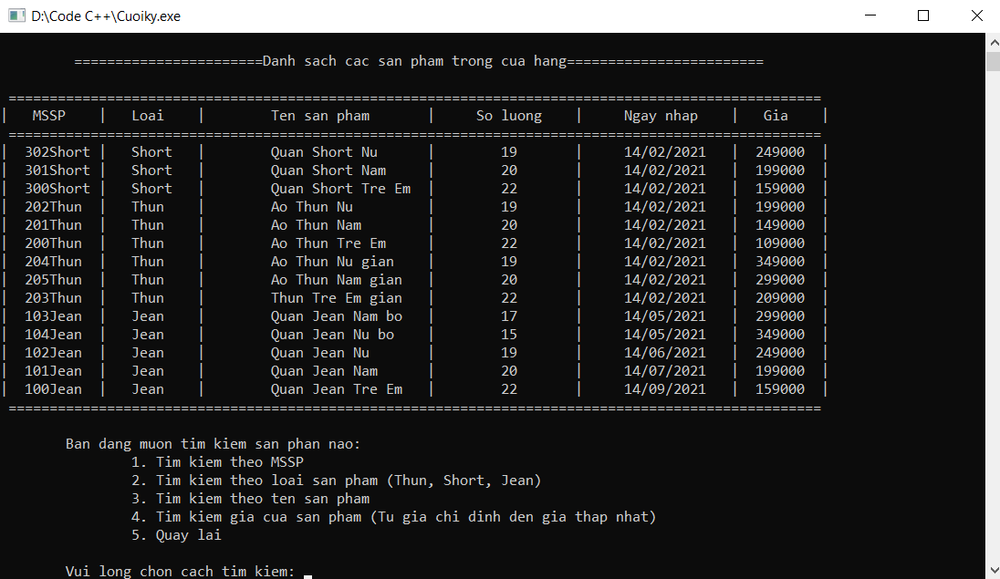 D:\Code C++\Cuoiky.exe
=======================Danh sach cac san pham trong cua hang========================
===================================================================================================
| MSSP | Loai | Ten san pham | So luong | Ngay nhap | Gia |
===================================================================================================
| 302Short | Short | Quan Short Nu | 19 | 14/02/2021 | 249000 |
| 301Short | Short | Quan Short Nam | 20 | 14/02/2021 | 199000 |
| 300Short | Short | Quan Short Tre Em | 22 | 14/02/2021 | 159000 |
| 202Thun | Thun | Ao Thun Nu | 19 | 14/02/2021 | 199000 |
| 201Thun | Thun | Ao Thun Nam | 20 | 14/02/2021 | 149000 |
| 200Thun | Thun | Ao Thun Tre Em | 22 | 14/02/2021 | 109000 |
| 204Thun | Thun | Ao Thun Nu gian | 19 | 14/02/2021 | 349000 |
| 205Thun | Thun | Ao Thun Nam gian | 20 | 14/02/2021 | 299000 |
| 203Thun | Thun | Thun Tre Em gian | 22 | 14/02/2021 | 209000 |
| 103Jean | Jean | Quan Jean Nam bo | 17 | 14/05/2021 | 299000 |
| 104Jean | Jean | Quan Jean Nu bo | 15 | 14/05/2021 | 349000 |
| 102Jean | Jean | Quan Jean Nu | 19 | 14/06/2021 | 249000 |
| 101Jean | Jean | Quan Jean Nam | 20 | 14/07/2021 | 199000 |
| 100Jean | Jean | Quan Jean Tre Em | 22 | 14/09/2021 | 159000 |
===================================================================================================
Ban dang muon tim kiem san phan nao:
1. Tim kiem theo MSSP
2. Tim kiem theo loai san pham (Thun, Short, Jean)
3. Tim kiem theo ten san pham
4. Tim kiem gia cua san pham (Tu gia chi dinh den gia thap nhat)
5. Quay lai
Vui long chon cach tim kiem: